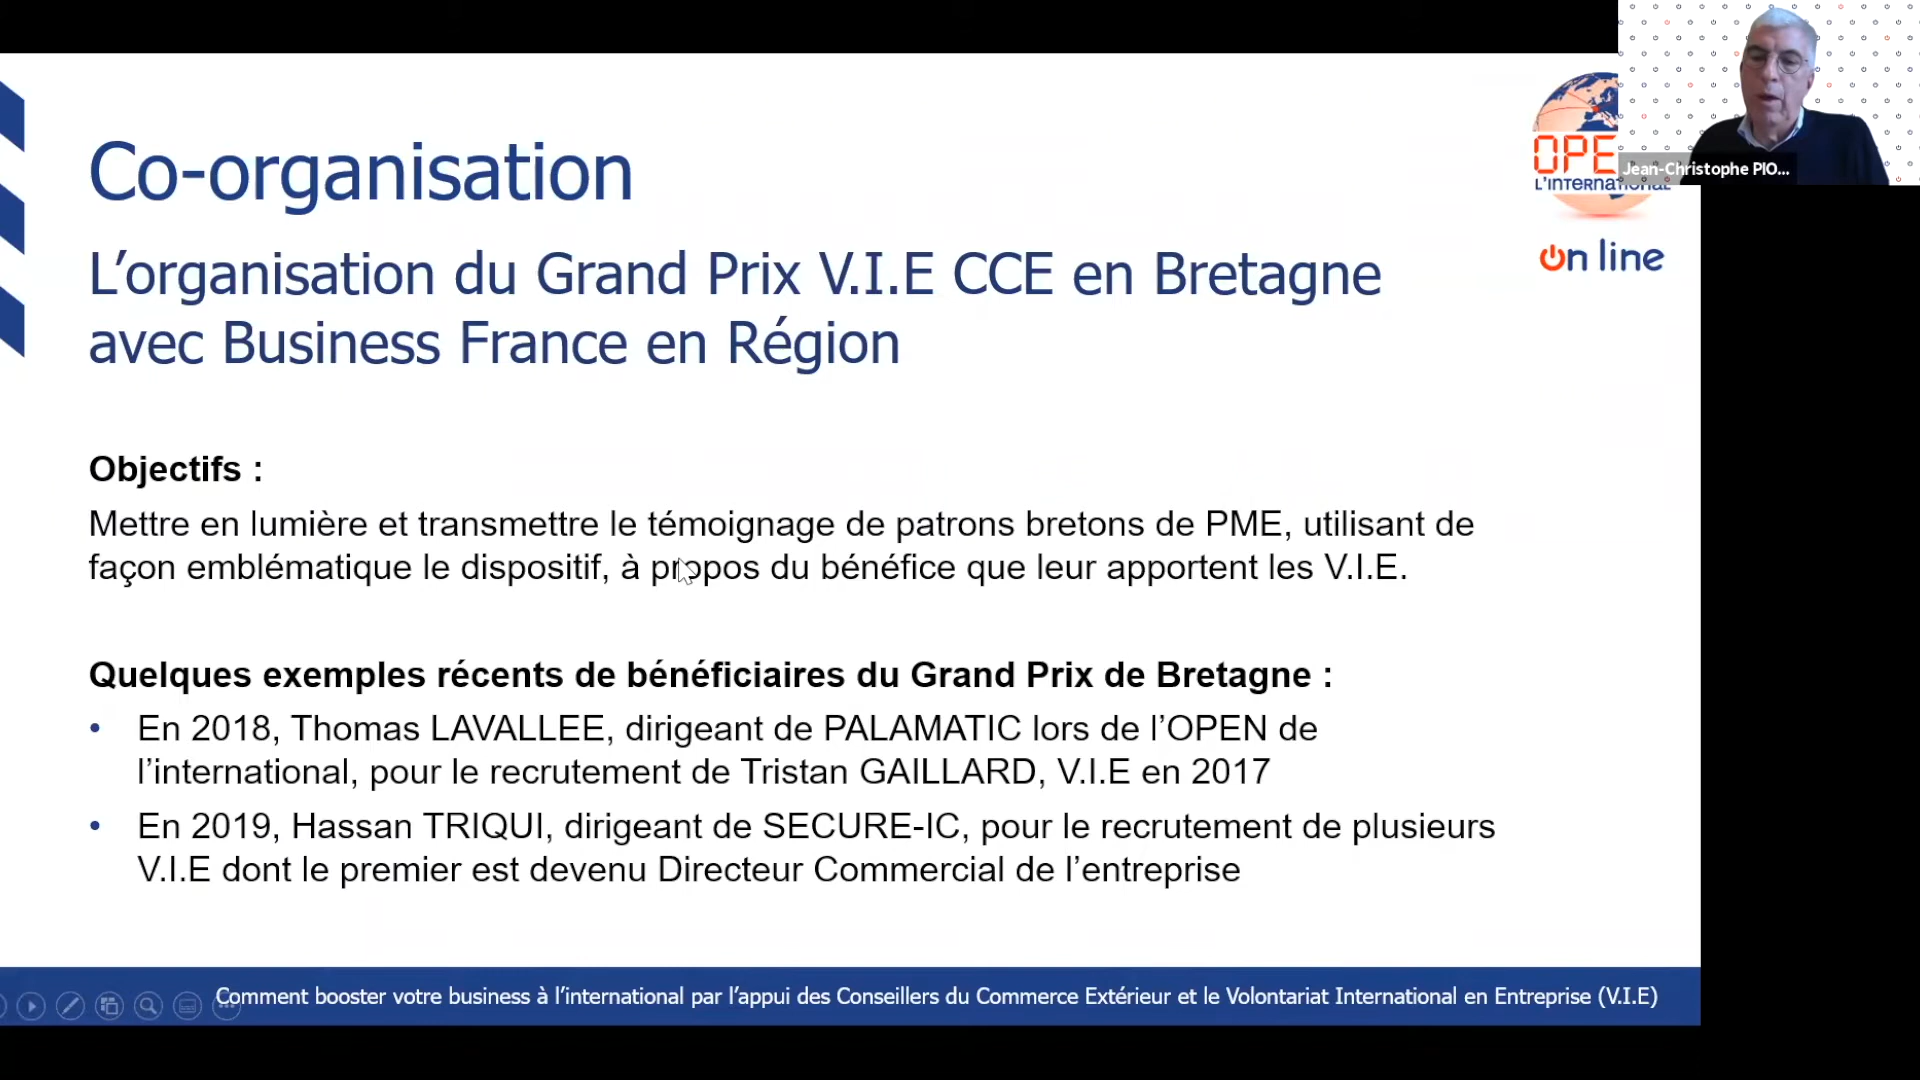 Co-organisation
L’organisation du Grand Prix V.I.E CCE en Bretagne
avec Business France en Région
OPE
L'INTERNATIONAL
On line
Jean-Christophe PIO...
Objectifs :
Mettre en lumière et transmettre le témoignage de patrons bretons de PME, utilisant de
façon emblématique le dispositif, à propos du bénéfice que leur apportent les V.I.E.
Quelques exemples récents de bénéficiaires du Grand Prix de Bretagne :
• En 2018, Thomas LAVALLEE, dirigeant de PALAMATIC lors de l’OPEN de
l’international, pour le recrutement de Tristan GAILLARD, V.I.E en 2017
• En 2019, Hassan TRIQUI, dirigeant de SECURE-IC, pour le recrutement de plusieurs
V.I.E dont le premier est devenu Directeur Commercial de l’entreprise
Comment booster votre business à l’international par l’appui des Conseillers du Commerce Extérieur et le Volontariat International en Entreprise (V.I.E)